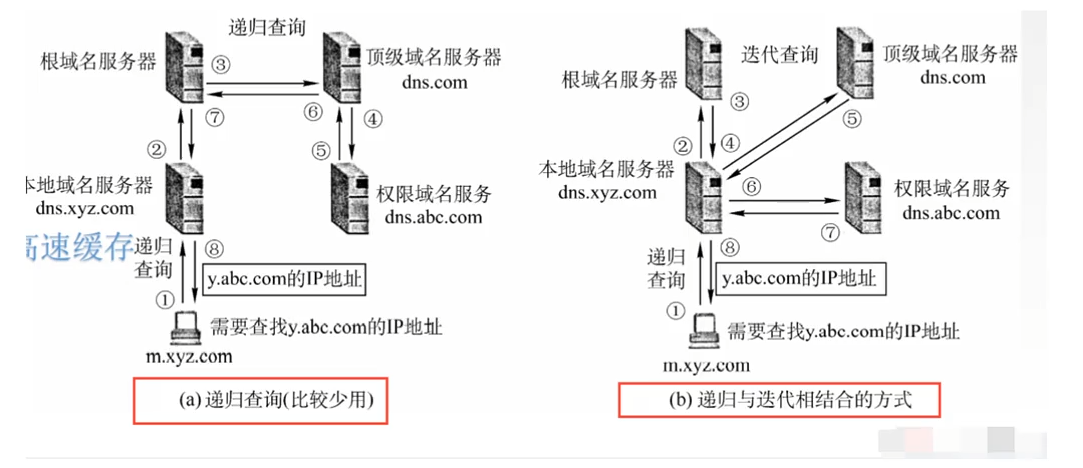 递归查询
根域名服务器
③
顶级域名服务器
dns.com
⑥
④
⑦
②
⑤
本地域名服务器
dns.xyz.com
权限域名服务
dns.abc.com
高速缓存
递归
查询
⑧
y.abc.com的IP地址
①
需要查找y.abc.com的IP地址
m.xyz.com
(a) 递归查询(比较少用)
迭代查询
根域名服务器
顶级域名服务器
dns.com
③
⑤
②
④
本地域名服务器
dns.xyz.com
⑥
权限域名服务
dns.abc.com
⑦
递归
查询
⑧
y.abc.com的IP地址
①
需要查找y.abc.com的IP地址
m.xyz.com
(b) 递归与迭代相结合的方式